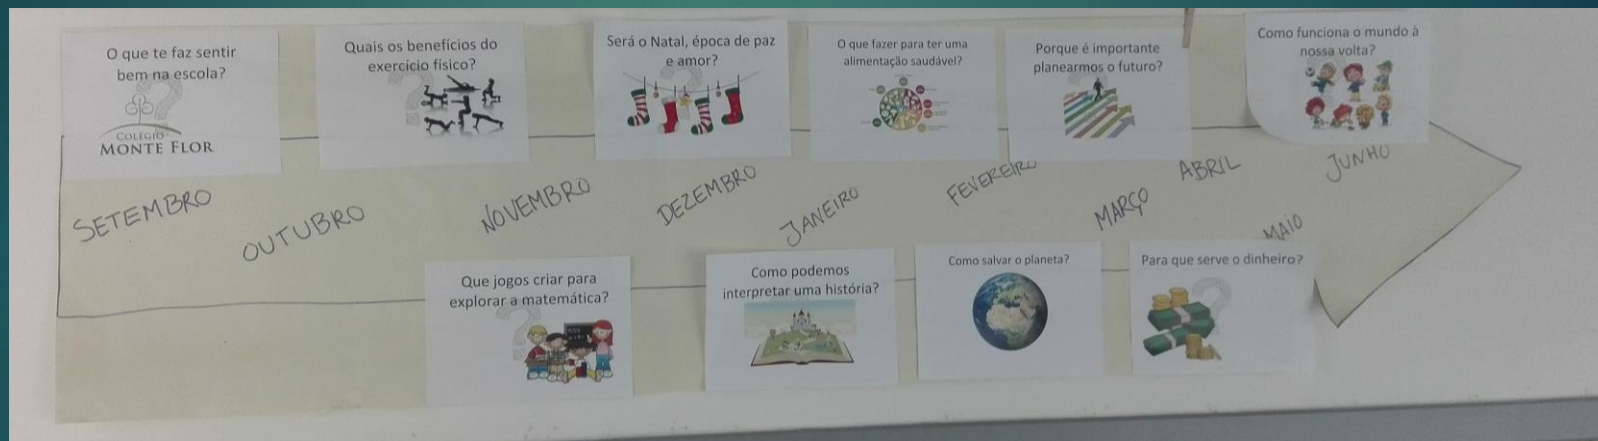 O que te faz sentir
bem na escola?
COLÉGIO
MONTE FLOR
Quais os benefícios do
exercício físico?
Será o Natal, época de paz
e amor?
O que fazer para ter uma
alimentação saudável?
Porque é importante
planearmos o futuro?
Como funciona o mundo à
nossa volta?
SETEMBRO
OUTUBRO
NOVEMBRO
DEZEMBRO
JANEIRO
FEVEREIRO
MARÇO
ABRIL
MAIO
JUNHO
Que jogos criar para
explorar a matemática?
Como podemos
interpretar uma história?
Como salvar o planeta?
Para que serve o dinheiro?